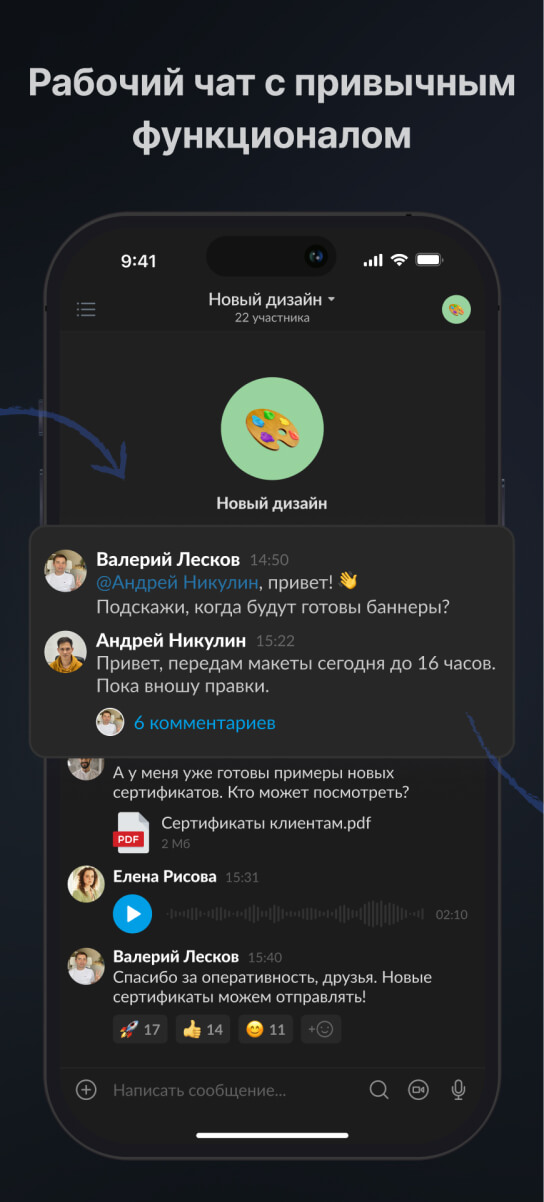 Рабочий чат с привычным
функционалом
9:41
Новый дизайн
22 участника
Новый дизайн
Валерий Лесков 14:50
@Андрей Никулин, привет! 👋
Подскажи, когда будут готовы баннеры?
Андрей Никулин 15:22
Привет, передам макеты сегодня до 16 часов.
Пока вношу правки.
6 комментариев
А у меня уже готовы примеры новых
сертификатов. Кто может посмотреть?
PDF
Сертификаты клиентам.pdf
2 Мб
Елена Рисова 15:31
02:10
Валерий Лесков 15:40
Спасибо за оперативность, друзья. Новые
сертификаты можем отправлять!
🚀 17 👍 14 😊 11
Написать сообщение...